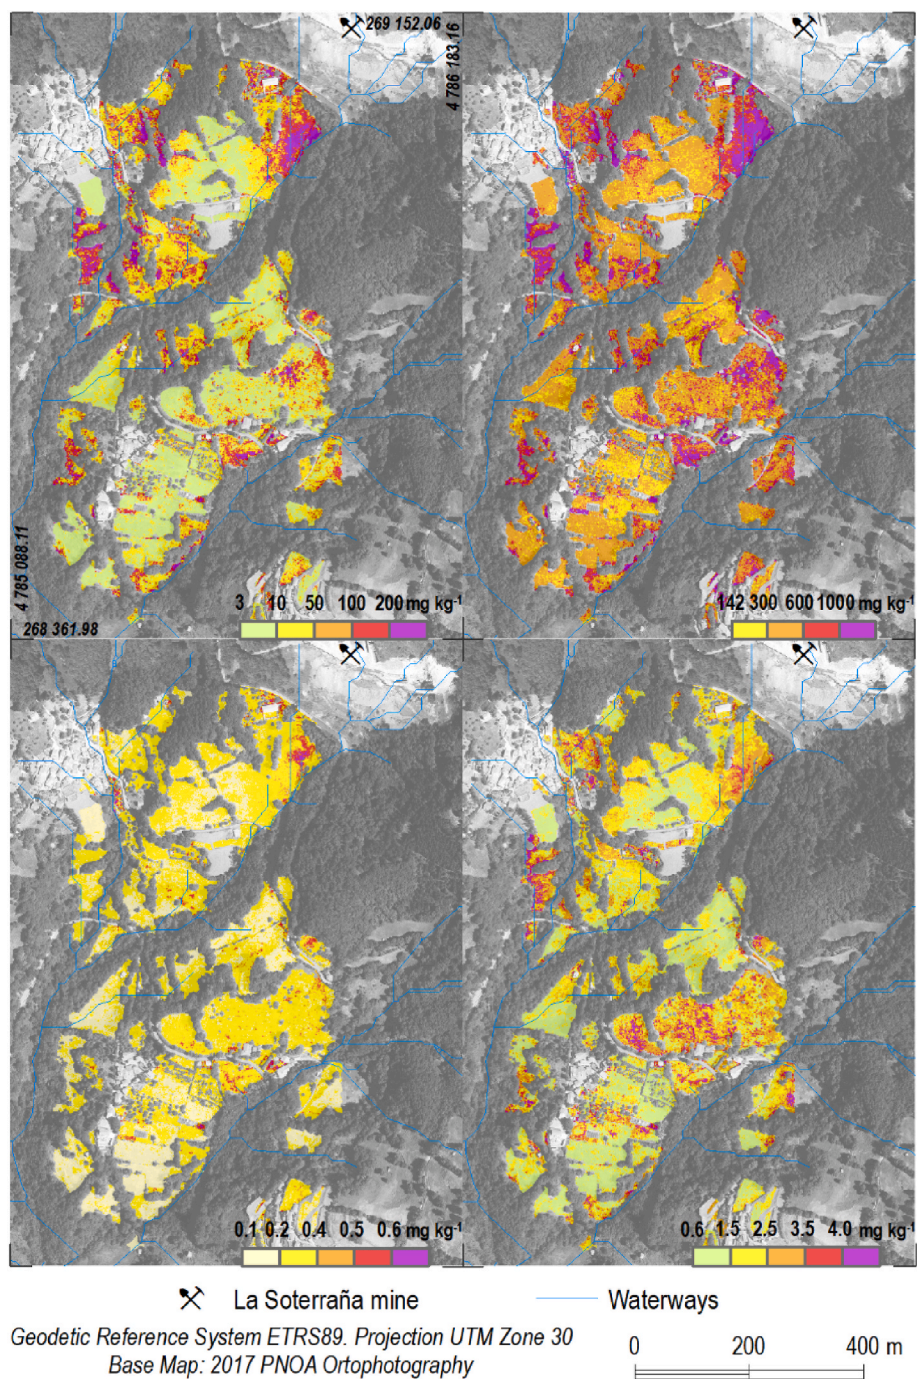 269 152.06
4 786 183.16
4 785 088.11
3 10 50 100 200 mg kg-1
268 361.98
142 300 600 1000 mg kg-1
0.1 0.2 0.4 0.5 0.6 mg kg-1
0.6 1.5 2.5 3.5 4.0 mg kg-1
La Soterraña mine
Waterways
Geodetic Reference System ETRS89. Projection UTM Zone 30
Base Map: 2017 PNOA Ortophotography
0 200 400 m